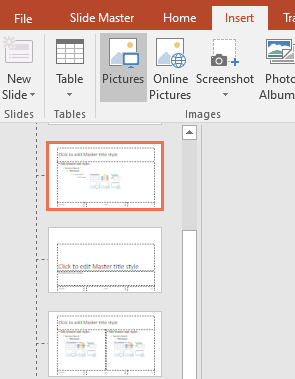 File Slide Master Home Insert Tra
New Slide Table Pictures Online Pictures Screenshot Photo Album
Slides Tables Images
Click to edit Master title style
Click to edit Master title style
Click to edit Master title style